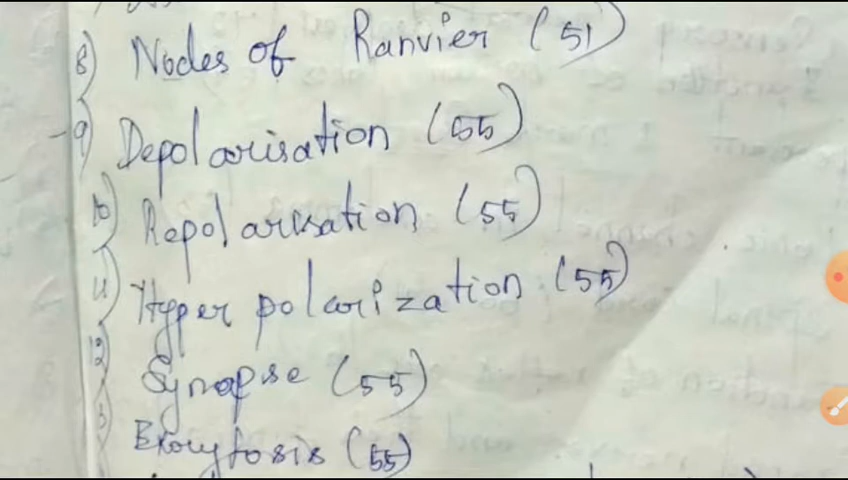 8) Nodes of Ranvier (51)
9) Depolarisation (55)
10) Repolarisation (55)
11) Hyper polarization (55)
12) Synapse (55)
Exocytosis (55)